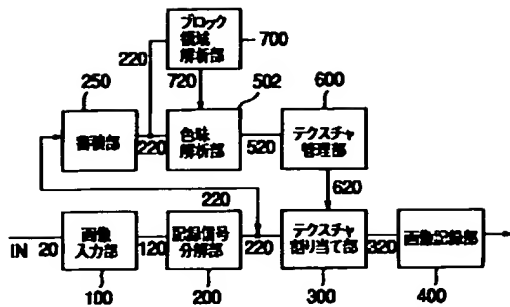 ブロック
領域
解析部
700
220
720
250
502
600
蓄積部
220
色味
解析部
520
テクスチャ
管理部
220
620
IN
20
画像
入力部
120
記録信号
分解部
220
テクスチャ
割り当て部
320
画像記録部
100
200
300
400